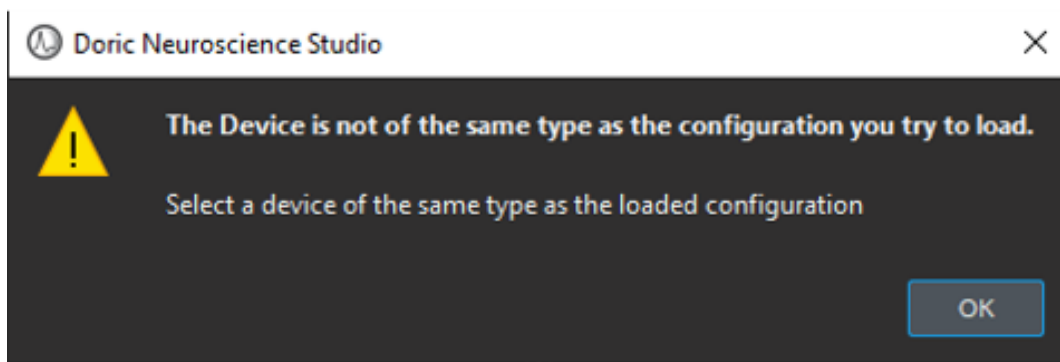 Doric Neuroscience Studio
The Device is not of the same type as the configuration you try to load.
Select a device of the same type as the loaded configuration
OK